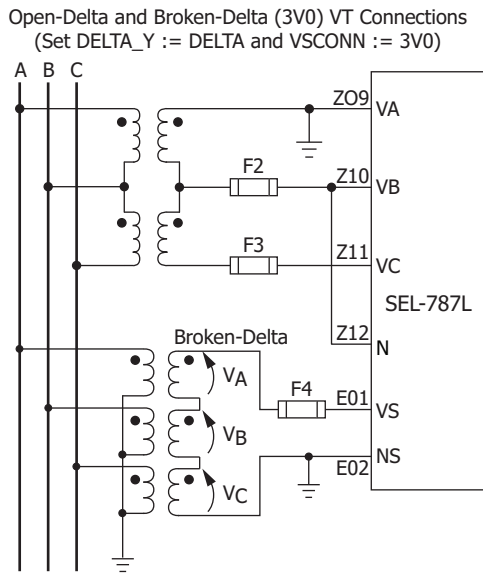 Open-Delta and Broken-Delta (3V0) VT Connections
(Set DELTA_Y := DELTA and VSCONN := 3V0)
A B C
ZO9 VA
F2 Z10 VB
F3 Z11 VC
SEL-787L
Z12 N
Broken-Delta
VA
F4 E01 VS
VB
NS
E02
VC